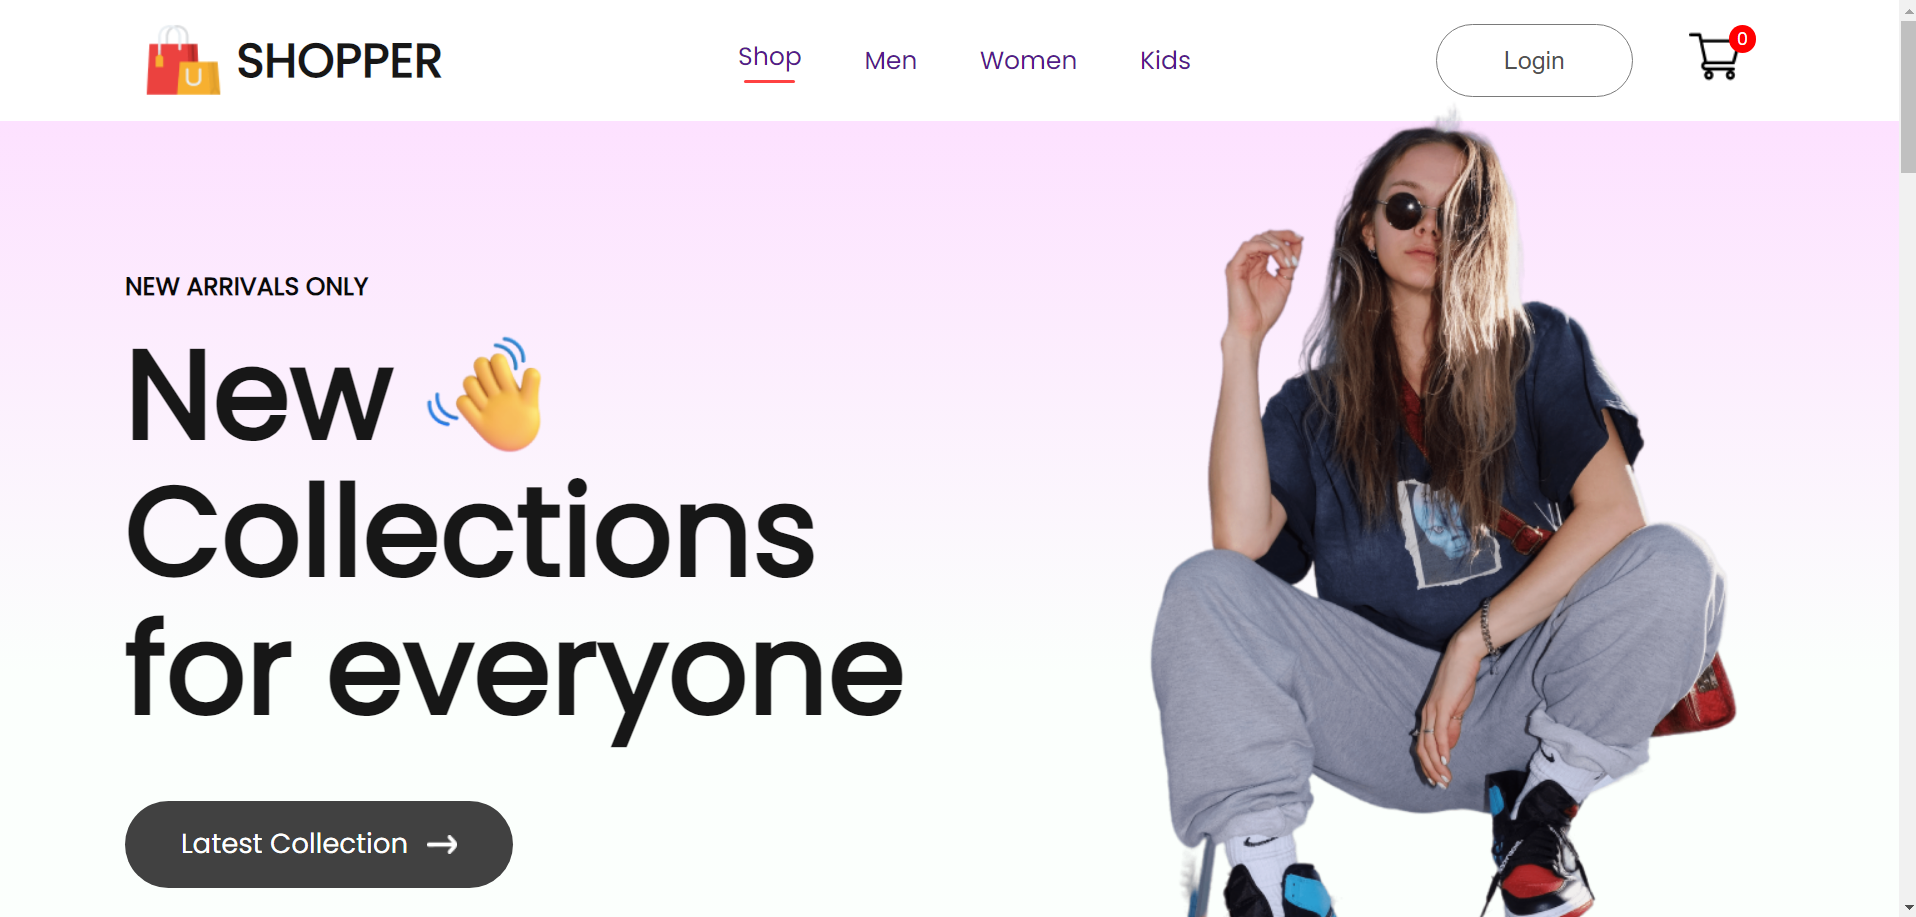 SHOPPER
Shop Men Women Kids
Login
0
NEW ARRIVALS ONLY
New 👋
Collections
for everyone
Latest Collection →